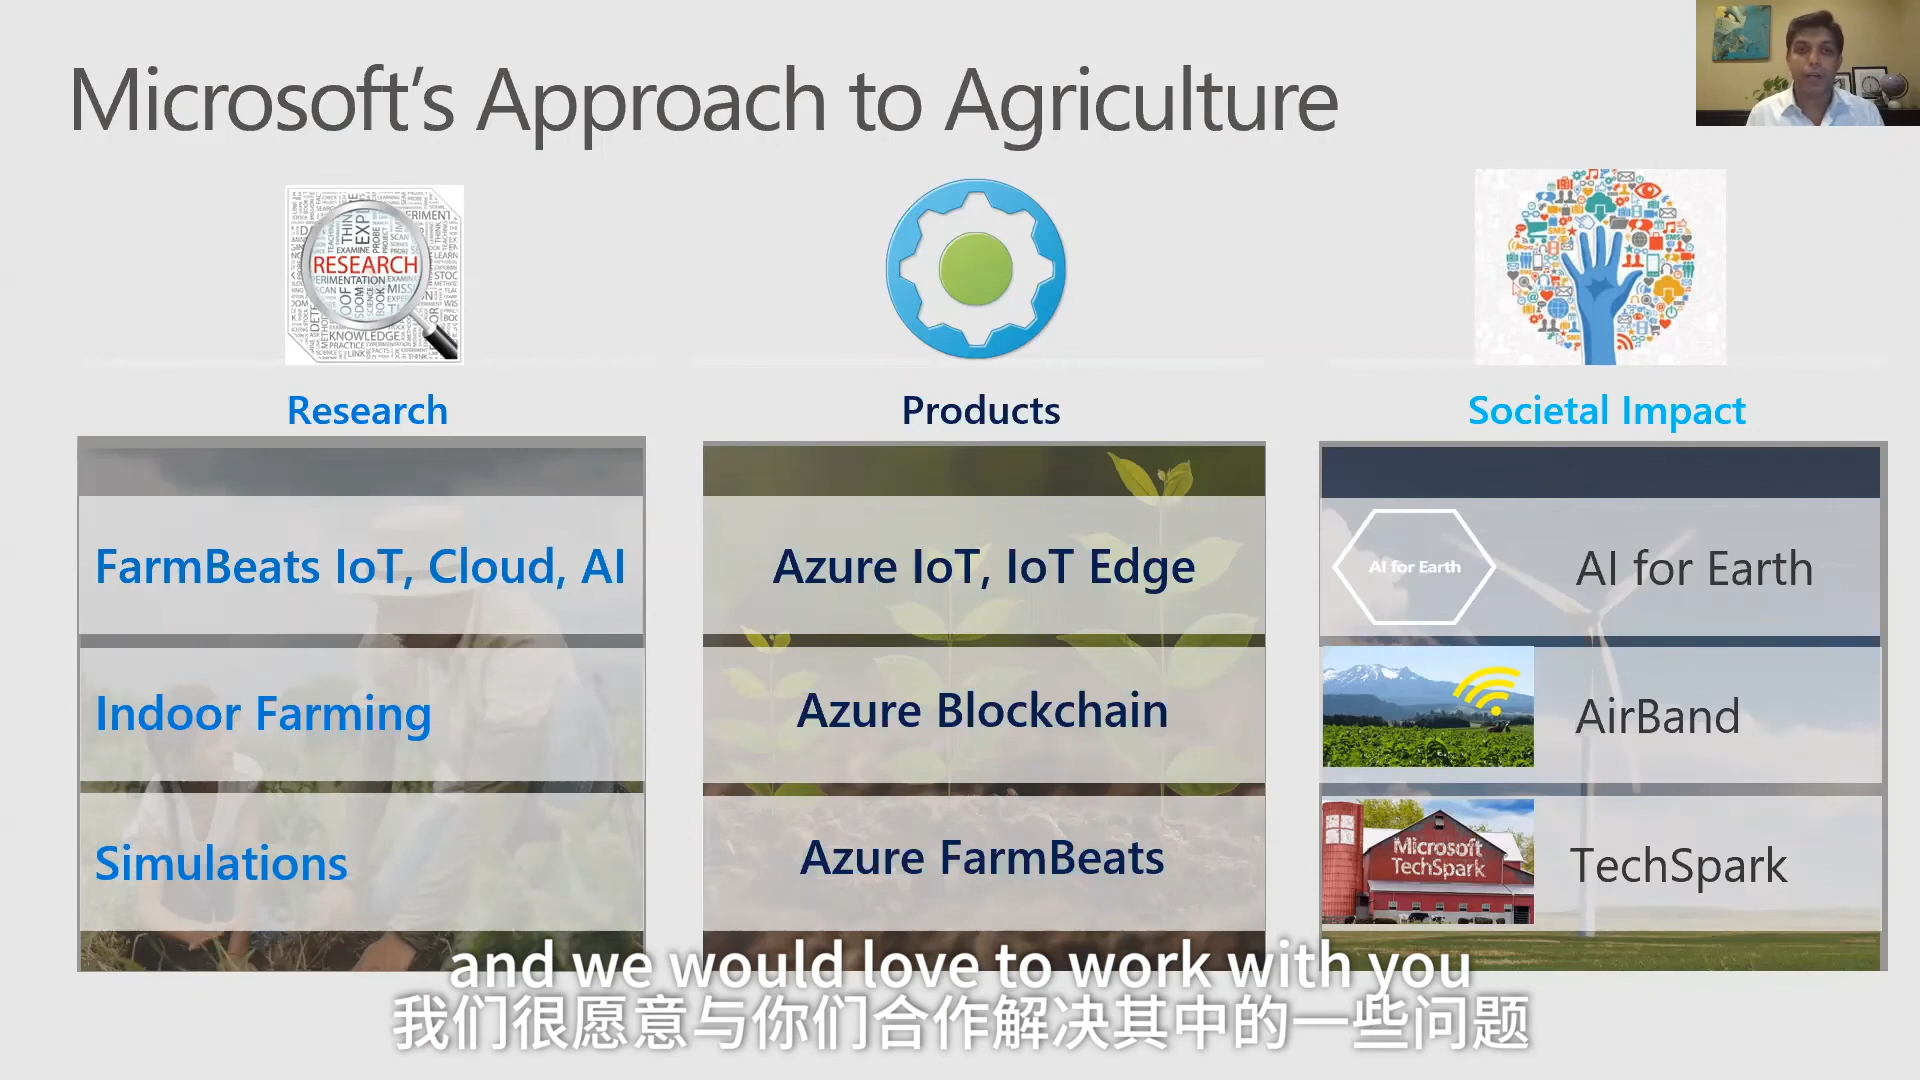 Microsoft's Approach to Agriculture
RESEARCH
KNOWLEDGE
PRACTICE
Research
Products
Societal Impact
FarmBeats IoT, Cloud, AI
Indoor Farming
Simulations
Azure IoT, IoT Edge
Azure Blockchain
Azure FarmBeats
AI for Earth
AI for Earth
AirBand
Microsoft
TechSpark
TechSpark
and we would love to work with you
我们很愿意与你们合作解决其中的一些问题